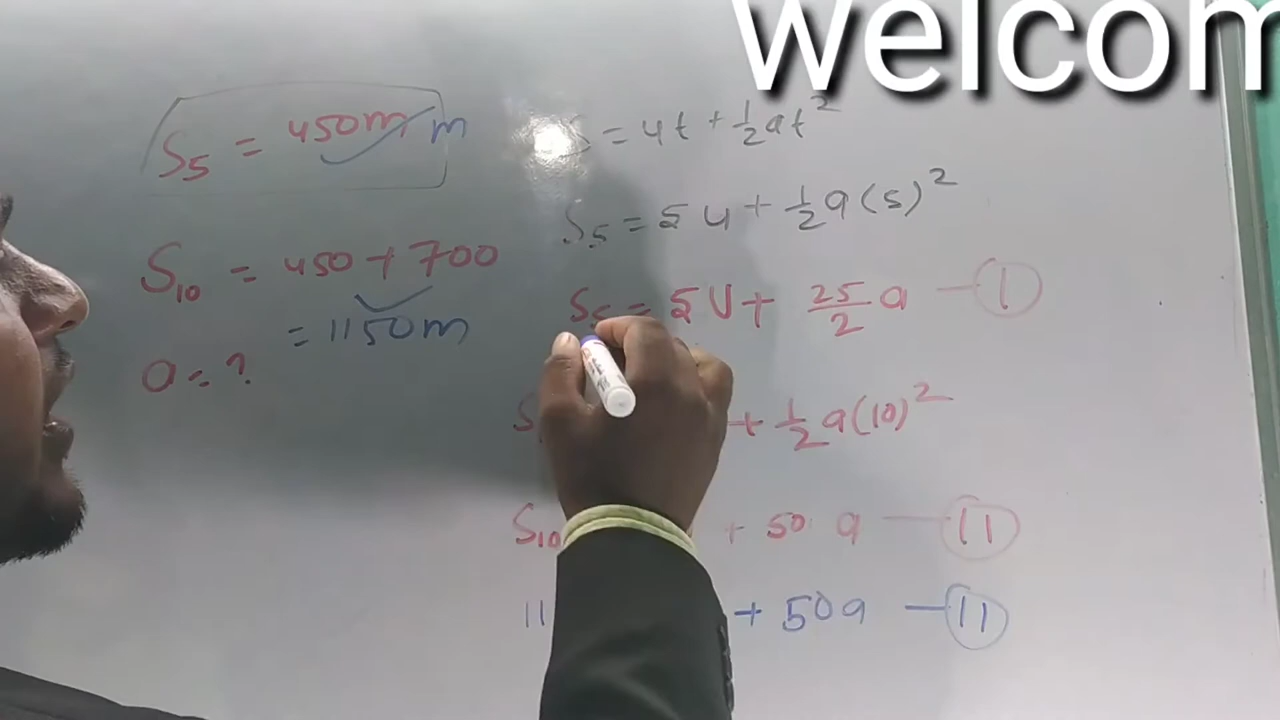 welcom
S₅ = 450m m
S₁₀ = 450 + 700
= 1150m
a = ?
= ut + ½at²
S₅ = 5u + ½a(5)²
= 5U + 25/2 a — ①
+ ½a(10)²
S₁₀ + 50 a — ⑪
11 + 50a — ⑪